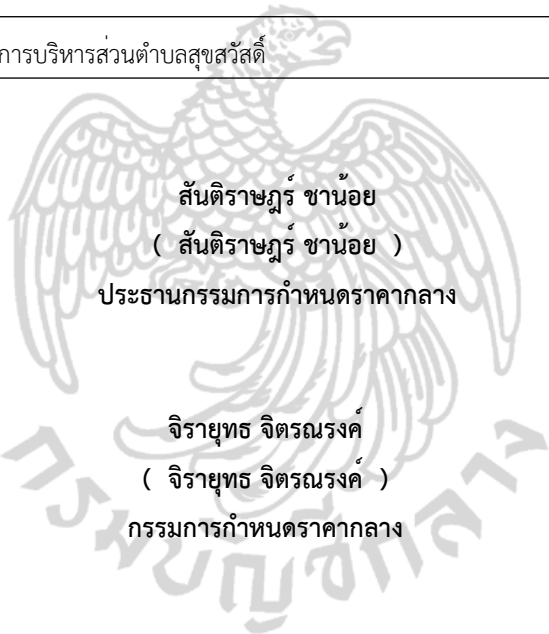 การบริหารส่วนตำบลสุขสวัสดิ์
สันติราษฎร์ ชาน้อย
( สันติราษฎร์ ชาน้อย )
ประธานกรรมการกำหนดราคากลาง
จิรายุทธ จิตรณรงค์
( จิรายุทธ จิตรณรงค์ )
กรรมการกำหนดราคากลาง
กรมบัญชีกลาง